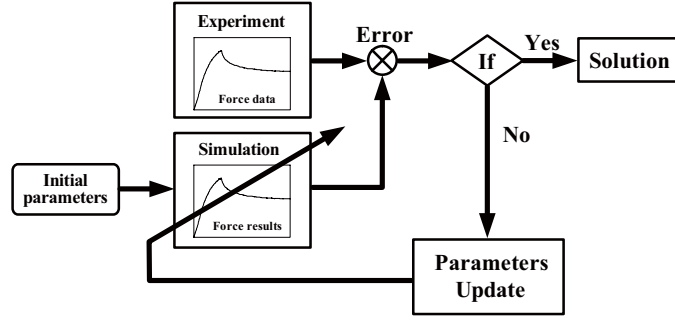 Experiment
Force data
Error
If
Yes
Solution
No
Simulation
Force results
Initial
parameters
Parameters
Update